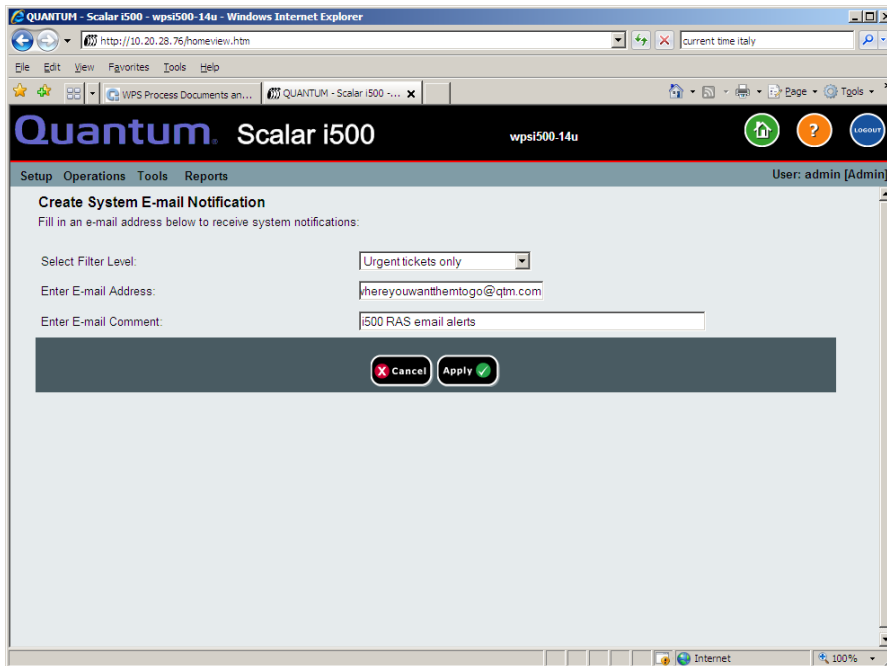 QUANTUM - Scalar i500 - wpsi500-14u - Windows Internet Explorer
http://10.20.28.76/homeview.htm
current time italy
File Edit View Favorites Tools Help
WPS Process Documents an...
QUANTUM - Scalar i500 -...
Page
Tools
Quantum. Scalar i500
wpsi500-14u
?
LOGOUT
Setup Operations Tools Reports
User: admin [Admin]
Create System E-mail Notification
Fill in an e-mail address below to receive system notifications:
Select Filter Level:
Urgent tickets only
Enter E-mail Address:
whereyouwantthemtogo@qtm.com
Enter E-mail Comment:
i500 RAS email alerts
Cancel
Apply
Internet
100%